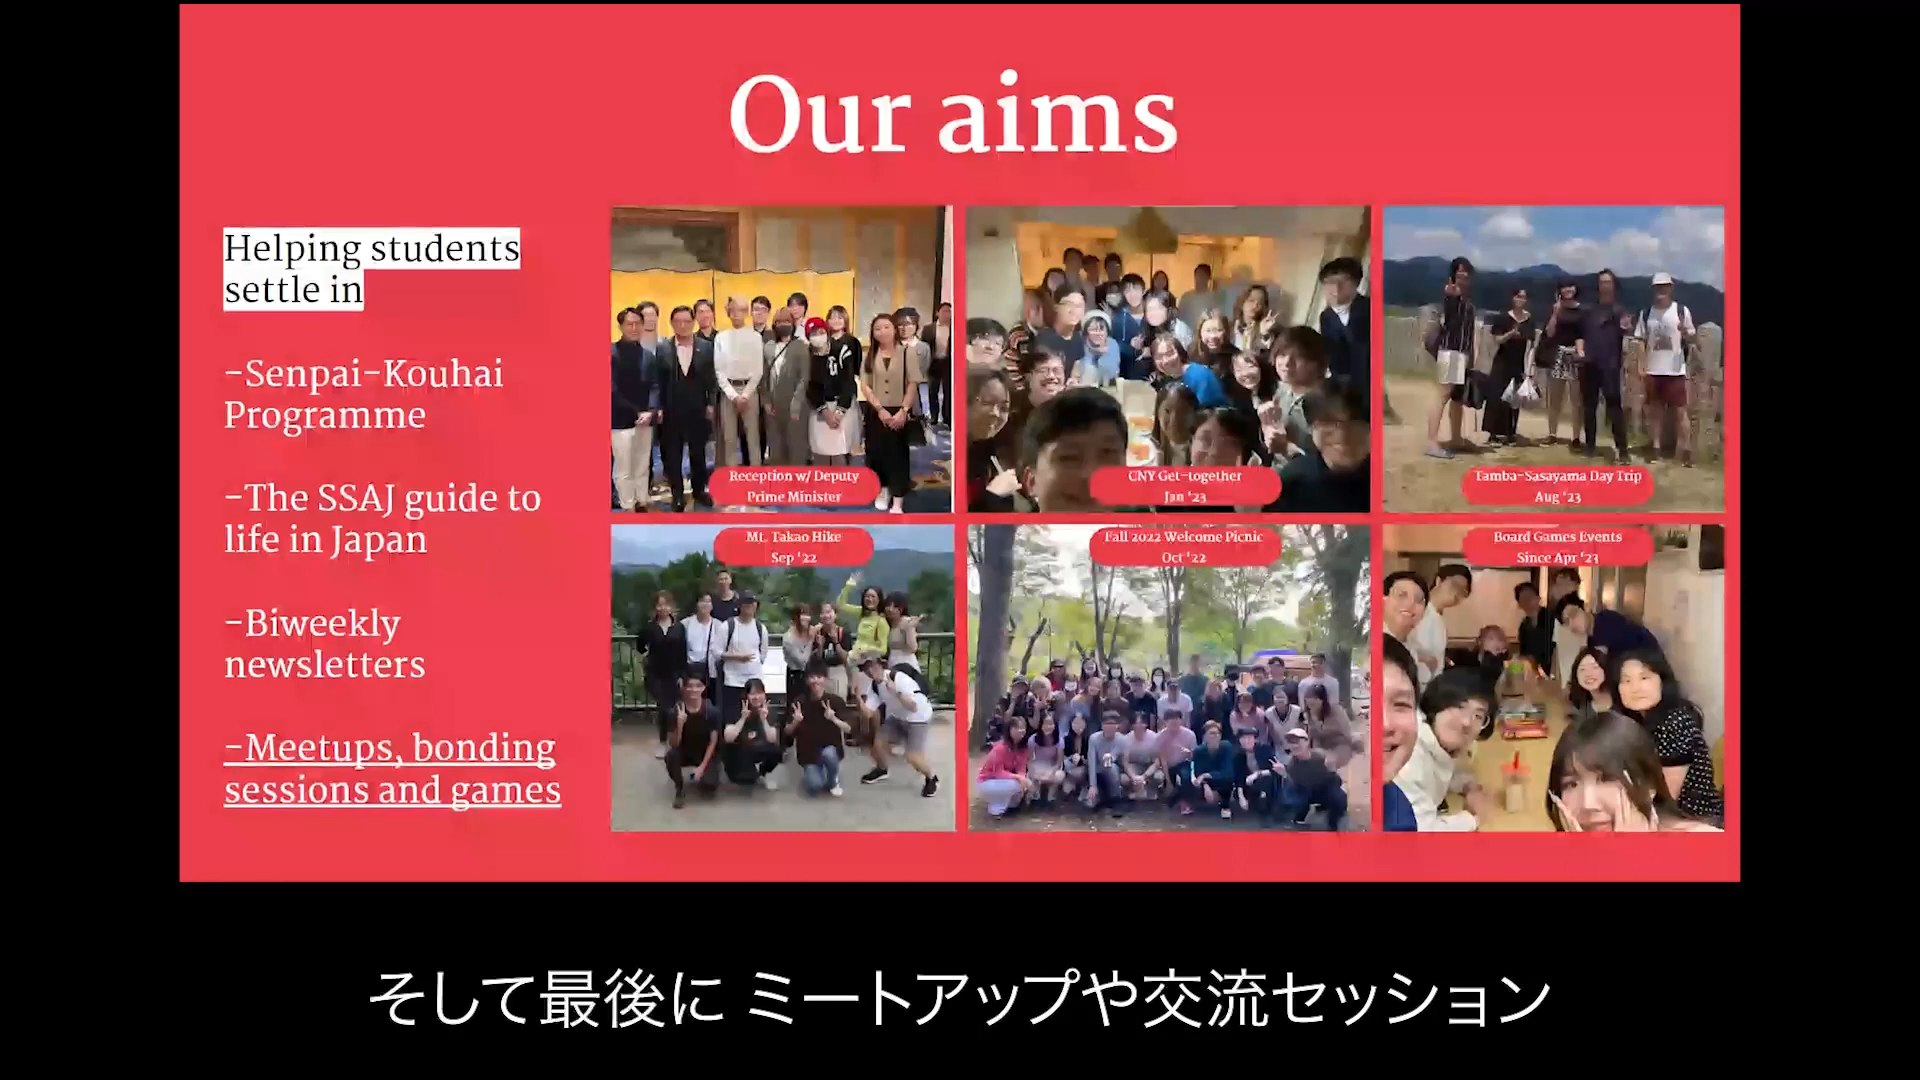 Our aims
Helping students
settle in
-Senpai-Kouhai
Programme
-The SSAJ guide to
life in Japan
-Biweekly
newsletters
-Meetups, bonding
sessions and games
Reception w/ Deputy
Prime Minister
CNY Get-together
Jan '23
Tamba-Sasayama Day Trip
Aug '23
Mt. Takao Hike
Sep '22
Fall 2022 Welcome Picnic
Oct '22
Board Games Events
Since Apr '23
そして最後に ミートアップや交流セッション